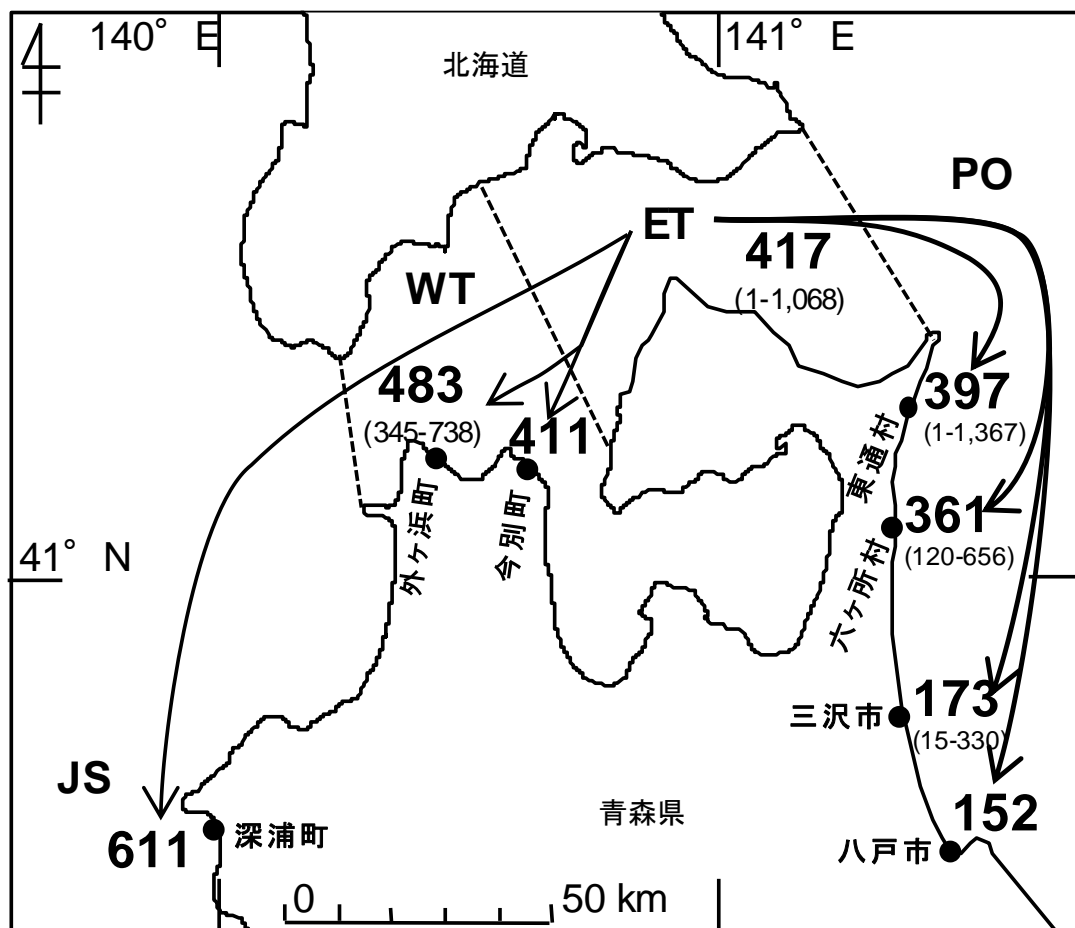 140° E
141° E
北海道
PO
ET
417
(1-1,068)
WT
483
(345-738)
411
397
(1-1,367)
東通村
361
(120-656)
六ヶ所村
外ヶ浜町
今別町
41° N
173
(15-330)
三沢市
JS
611
深浦町
青森県
152
八戸市
0
50 km